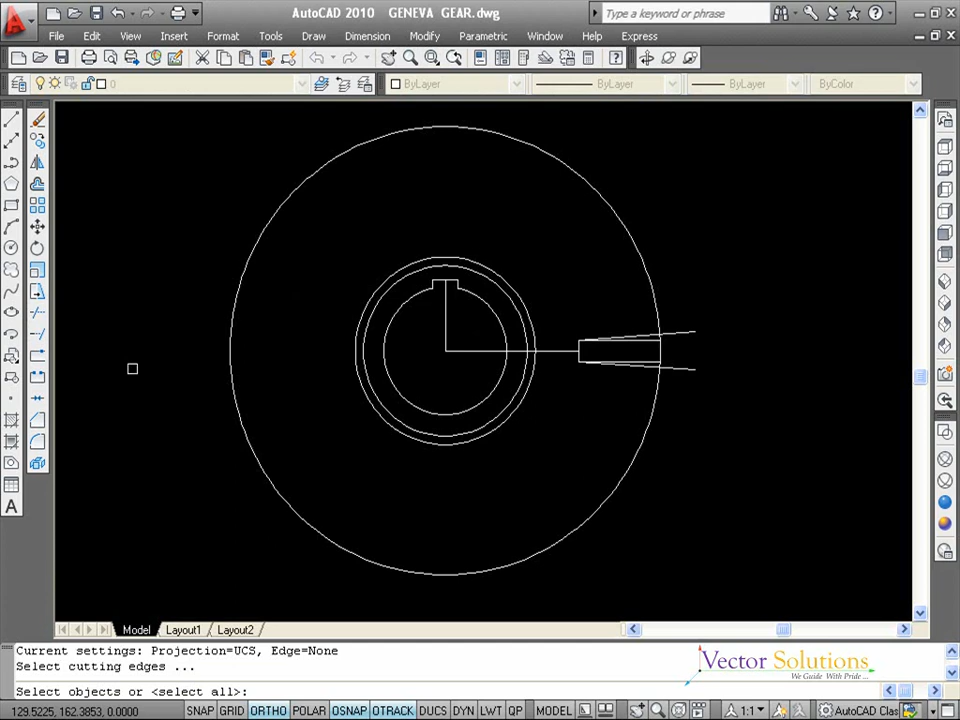 AutoCAD 2010 GENEVA GEAR.dwg
Type a keyword or phrase
File Edit View Insert Format Tools Draw Dimension Modify Parametric Window Help Express
0 ByLayer ByLayer ByLayer ByColor
A
Model Layout1 Layout2
Current settings: Projection=UCS, Edge=None
Select cutting edges ...
Select objects or <select all>:
Vector Solutions
We Guide With Pride ...
129.5225, 162.3853, 0.0000 SNAP GRID ORTHO POLAR OSNAP OTRACK DUCS DYN LWT QP MODEL 1:1 AutoCAD Clas